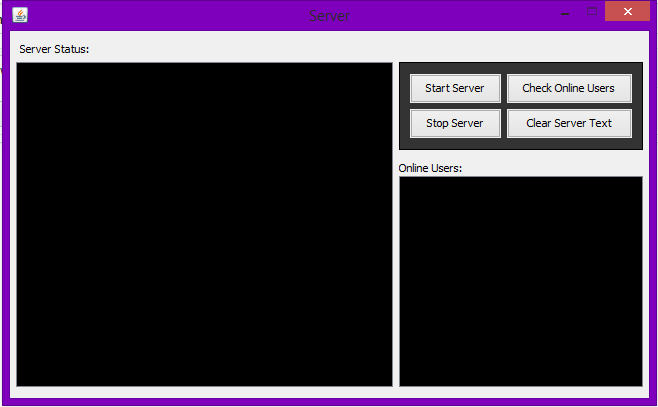 Server
Server Status:
Start Server
Check Online Users
Stop Server
Clear Server Text
Online Users: